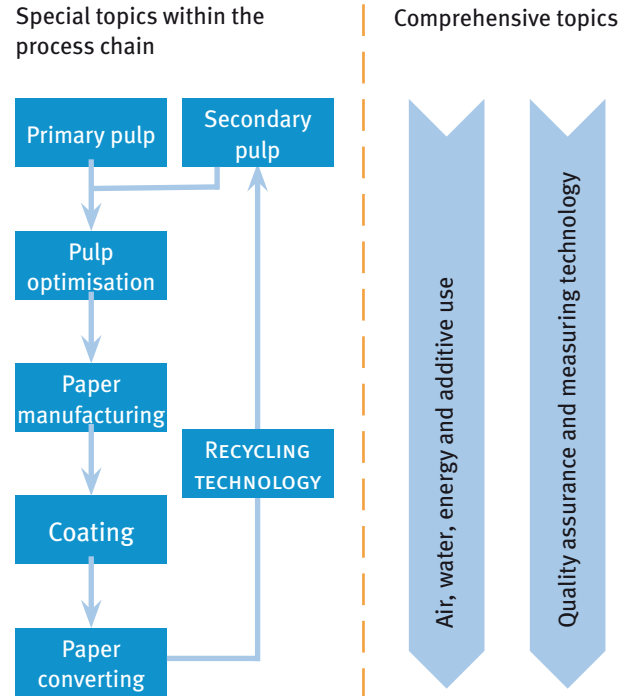 Special topics within the
process chain
Comprehensive topics
Primary pulp
Secondary
pulp
Pulp
optimisation
Paper
manufacturing
RECYCLING
TECHNOLOGY
Coating
Paper
converting
Air, water, energy and additive use
Quality assurance and measuring technology